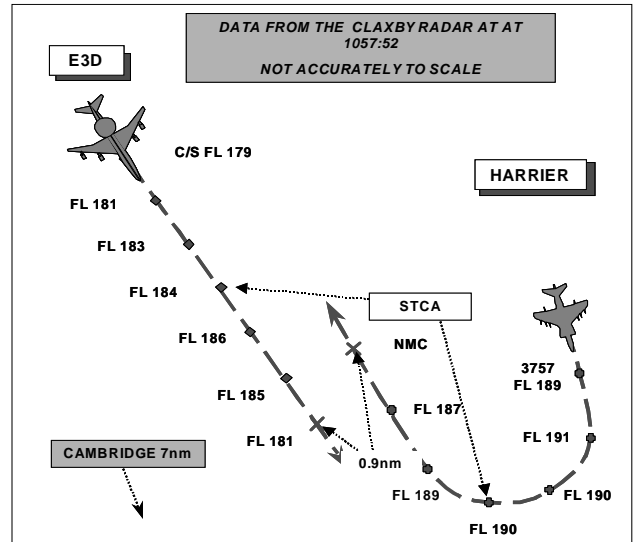 DATA FROM THE CLAXBY RADAR AT AT
1057:52
NOT ACCURATELY TO SCALE
E3D
C/S FL 179
HARRIER
FL 181
FL 183
FL 184
STCA
NMC
FL 186
3757
FL 189
FL 185
FL 187
FL 181
FL 191
CAMBRIDGE 7nm
0.9nm
FL 189
FL 190
FL 190